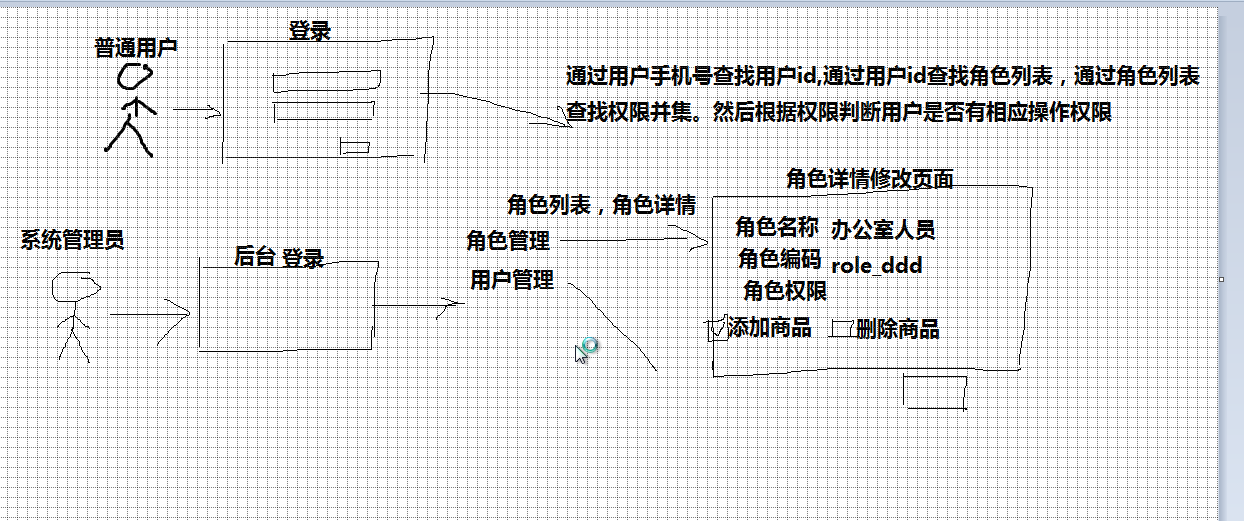 登录
普通用户
通过用户手机号查找用户id,通过用户id查找角色列表，通过角色列表
查找权限并集。然后根据权限判断用户是否有相应操作权限
角色详情修改页面
角色列表，角色详情
角色名称 办公室人员
系统管理员
角色管理
后台 登录
角色编码 role_ddd
用户管理
角色权限
添加商品 删除商品